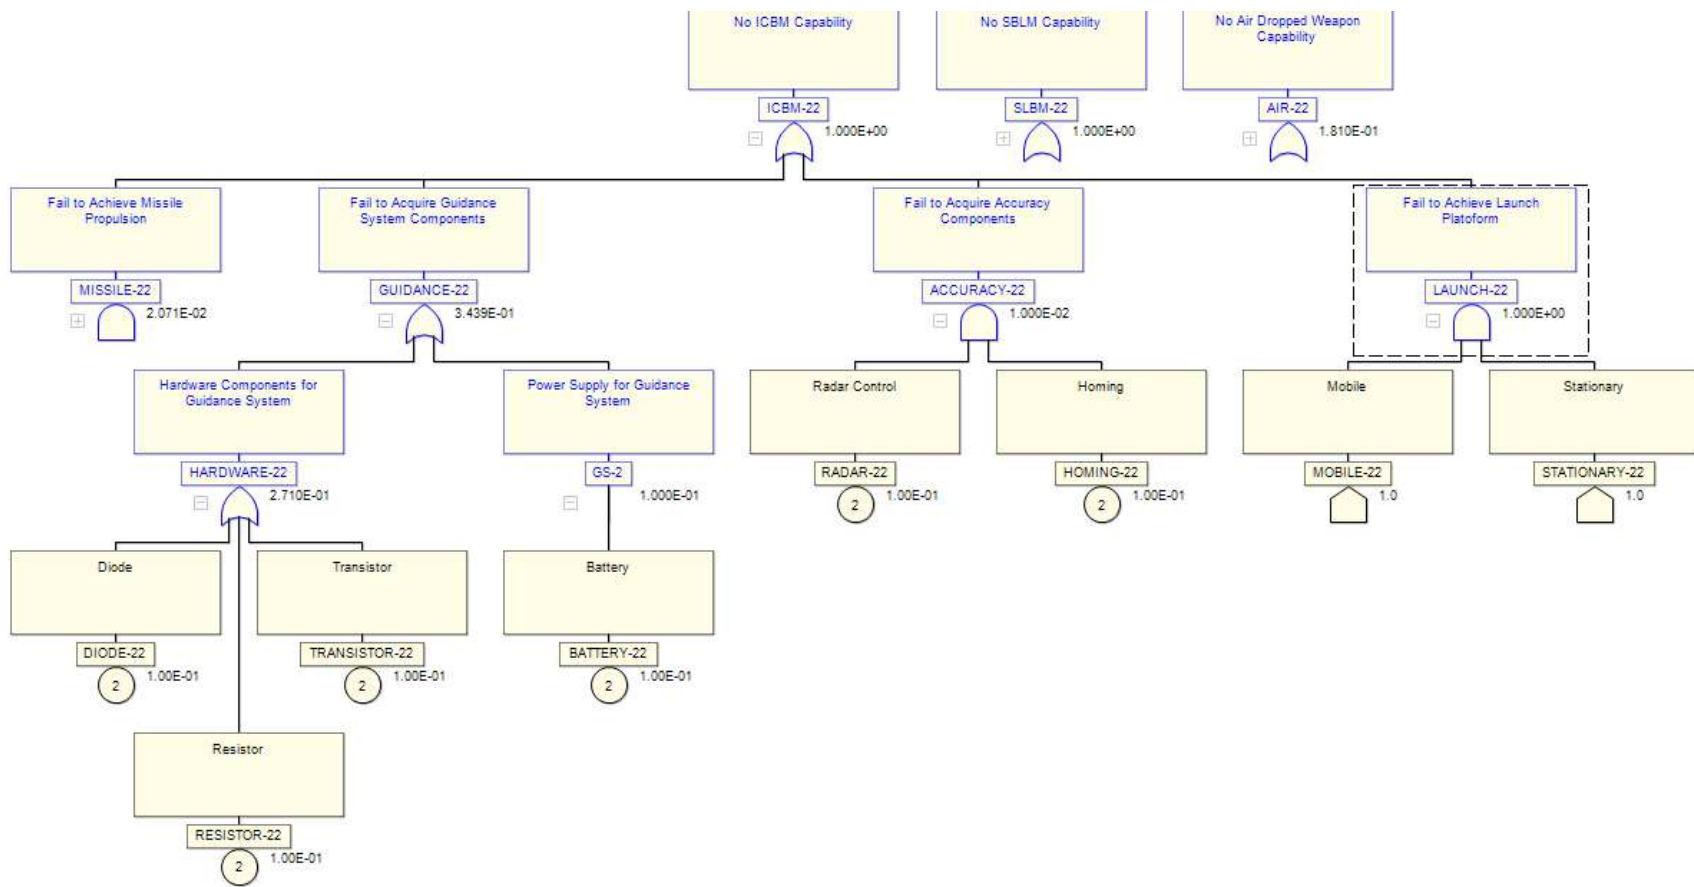 No ICBM Capability
No SBLM Capability
No Air Dropped Weapon
Capability
ICBM-22
1.000E+00
SLBM-22
1.000E+00
AIR-22
1.810E-01
Fail to Achieve Missile
Propulsion
Fail to Acquire Guidance
System Components
Fail to Acquire Accuracy
Components
Fail to Achieve Launch
Platoform
MISSILE-22
2.071E-02
GUIDANCE-22
3.439E-01
ACCURACY-22
1.000E-02
LAUNCH-22
1.000E+00
Hardware Components for
Guidance System
Power Supply for Guidance
System
Radar Control
Homing
Mobile
Stationary
HARDWARE-22
2.710E-01
GS-2
1.000E-01
RADAR-22
1.00E-01
2
HOMING-22
1.00E-01
2
MOBILE-22
1.0
STATIONARY-22
1.0
Diode
Transistor
Battery
DIODE-22
1.00E-01
2
TRANSISTOR-22
1.00E-01
2
BATTERY-22
1.00E-01
2
Resistor
RESISTOR-22
1.00E-01
2